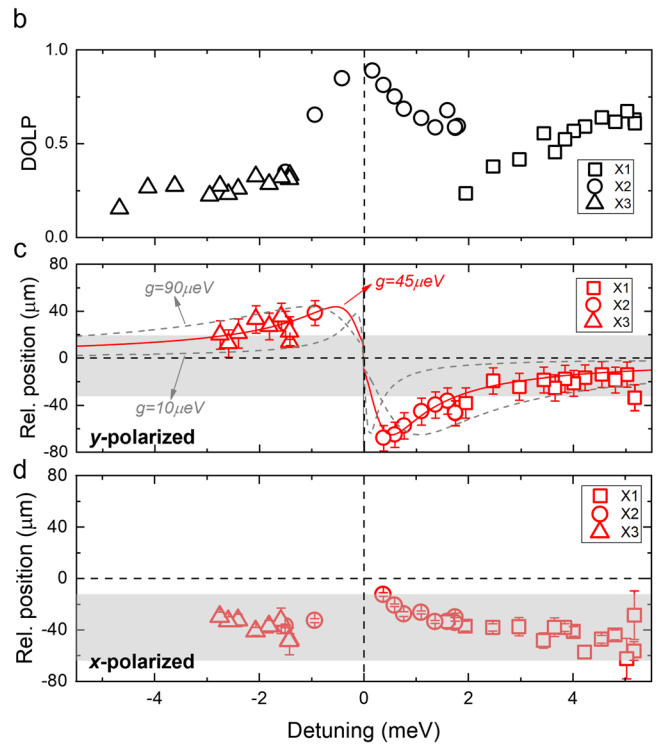 b
1.0
0.5
0.0
DOLP
X1
X2
X3
c
80
40
0
-40
-80
Rel. position (μm)
g=90μeV
g=45μeV
g=10μeV
X1
X2
X3
y-polarized
d
80
40
0
-40
-80
Rel. position (μm)
X1
X2
X3
x-polarized
-4
-2
0
2
4
Detuning (meV)